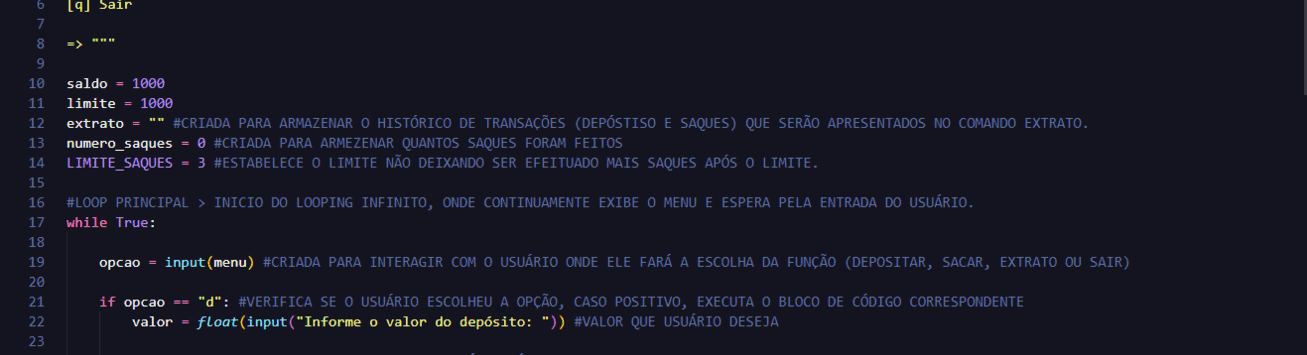 6 [q] Sair
7
8 => """
9
10 saldo = 1000
11 limite = 1000
12 extrato = "" #CRIADA PARA ARMAZENAR O HISTÓRICO DE TRANSAÇÕES (DEPÓSTISO E SAQUES) QUE SERÃO APRESENTADOS NO COMANDO EXTRATO.
13 numero_saques = 0 #CRIADA PARA ARMEZENAR QUANTOS SAQUES FORAM FEITOS
14 LIMITE_SAQUES = 3 #ESTABELECE O LIMITE NÃO DEIXANDO SER EFEITUADO MAIS SAQUES APÓS O LIMITE.
15
16 #LOOP PRINCIPAL > INICIO DO LOOPING INFINITO, ONDE CONTINUAMENTE EXIBE O MENU E ESPERA PELA ENTRADA DO USUÁRIO.
17 while True:
18
19 opcao = input(menu) #CRIADA PARA INTERAGIR COM O USUÁRIO ONDE ELE FARÁ A ESCOLHA DA FUNÇÃO (DEPOSITAR, SACAR, EXTRATO OU SAIR)
20
21 if opcao == "d": #VERIFICA SE O USUÁRIO ESCOLHEU A OPÇÃO, CASO POSITIVO, EXECUTA O BLOCO DE CÓDIGO CORRESPONDENTE
22 valor = float(input("Informe o valor do depósito: ")) #VALOR QUE USUÁRIO DESEJA
23